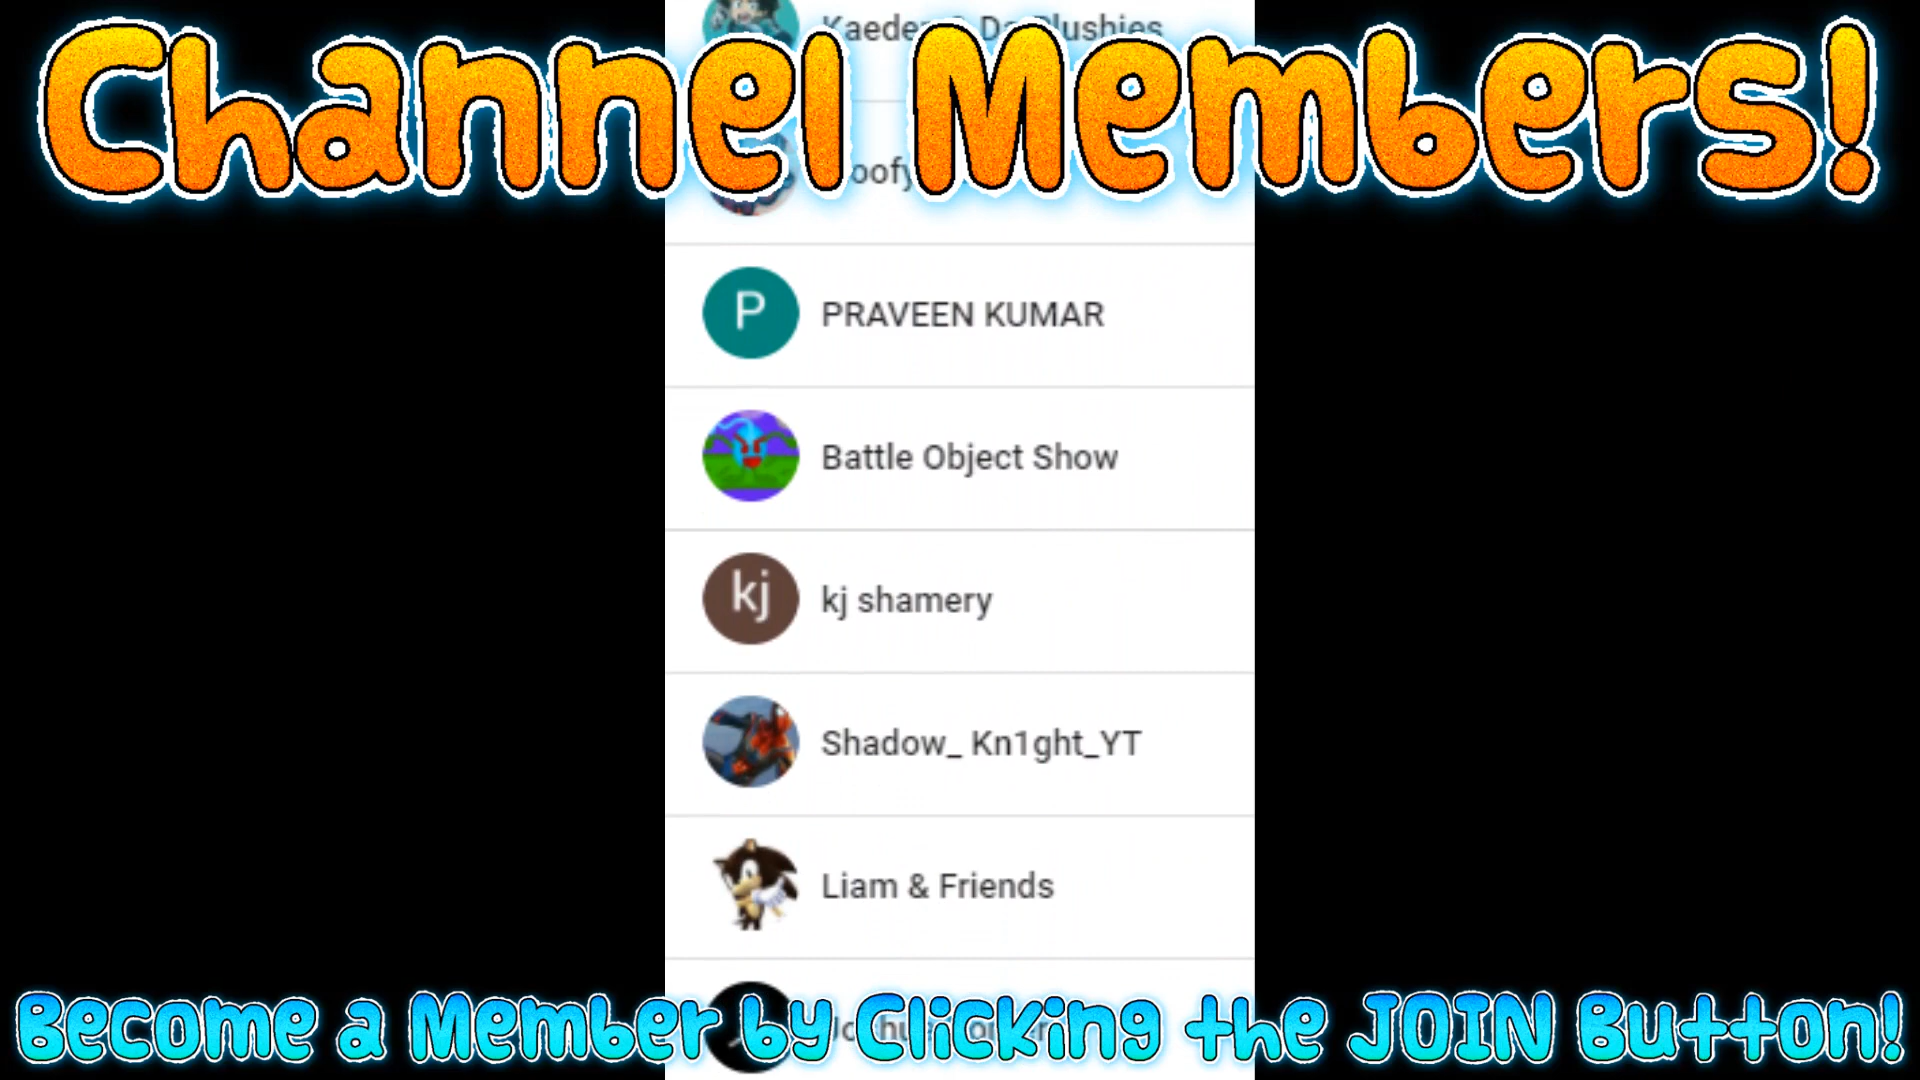 Channel Members!
PRAVEEN KUMAR
P
Battle Object Show
kj shamery
kj
Shadow_ Kn1ght_YT
Liam & Friends
Become a Member by Clicking the JOIN Button!